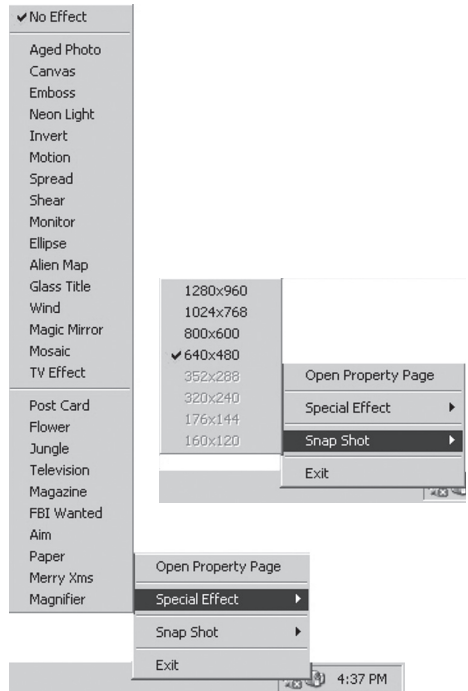 No Effect
Aged Photo
Canvas
Emboss
Neon Light
Invert
Motion
Spread
Shear
Monitor
Ellipse
Alien Map
Glass Title
Wind
Magic Mirror
Mosaic
TV Effect
Post Card
Flower
Jungle
Television
Magazine
FBI Wanted
Aim
Paper
Merry Xms
Magnifier
Open Property Page
Special Effect
Snap Shot
Exit
4:37 PM
1280x960
1024x768
800x600
640x480
352x288
320x240
176x144
160x120
Open Property Page
Special Effect
Snap Shot
Exit